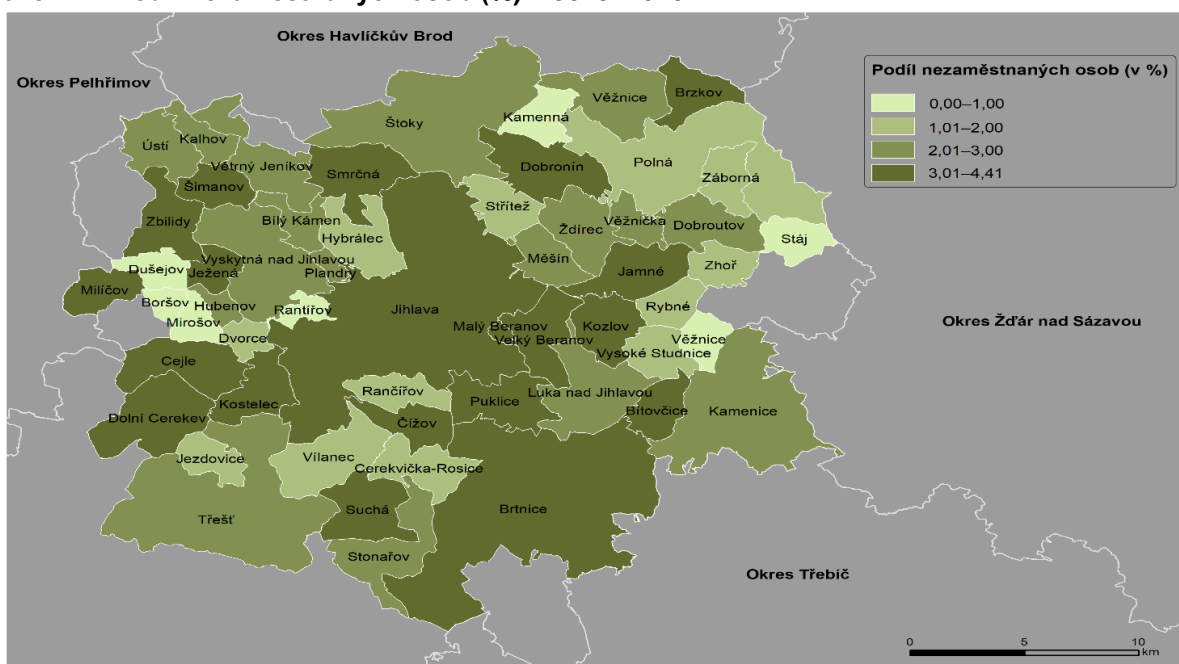 Okres Havlíčkův Brod
Okres Pelhřimov
Podíl nezaměstnaných osob (v %)
0,00–1,00
1,01–2,00
2,01–3,00
3,01–4,41
Věžnice
Brzkov
Kamenná
Štoky
Kalhov
Ústí
Větrný Jeníkov
Smrčná
Dobronín
Polná
Záborná
Šimanov
Zbilidy
Bílý Kámen
Hybrálec
Střítež
Ždírec
Věžnička
Dobroutov
Stáj
Vyskytná nad Jihlavou
Měšín
Zhoř
Dušejov
Ježená
Plandry
Jamné
Milíčov
Boršov
Hubenov
Rantířov
Jihlava
Rybné
Okres Žďár nad Sázavou
Mirošov
Dvorce
Malý Beranov
Velký Beranov
Kozlov
Věžnice
Vysoké Studnice
Cejle
Rančířov
Puklice
Luka nad Jihlavou
Bítovčice
Kamenice
Dolní Cerekev
Kostelec
Čížov
Jezdovice
Vílanec
Cerekvička-Rosice
Třešť
Suchá
Brtnice
Stonařov
Okres Třebíč
0 5 10
km